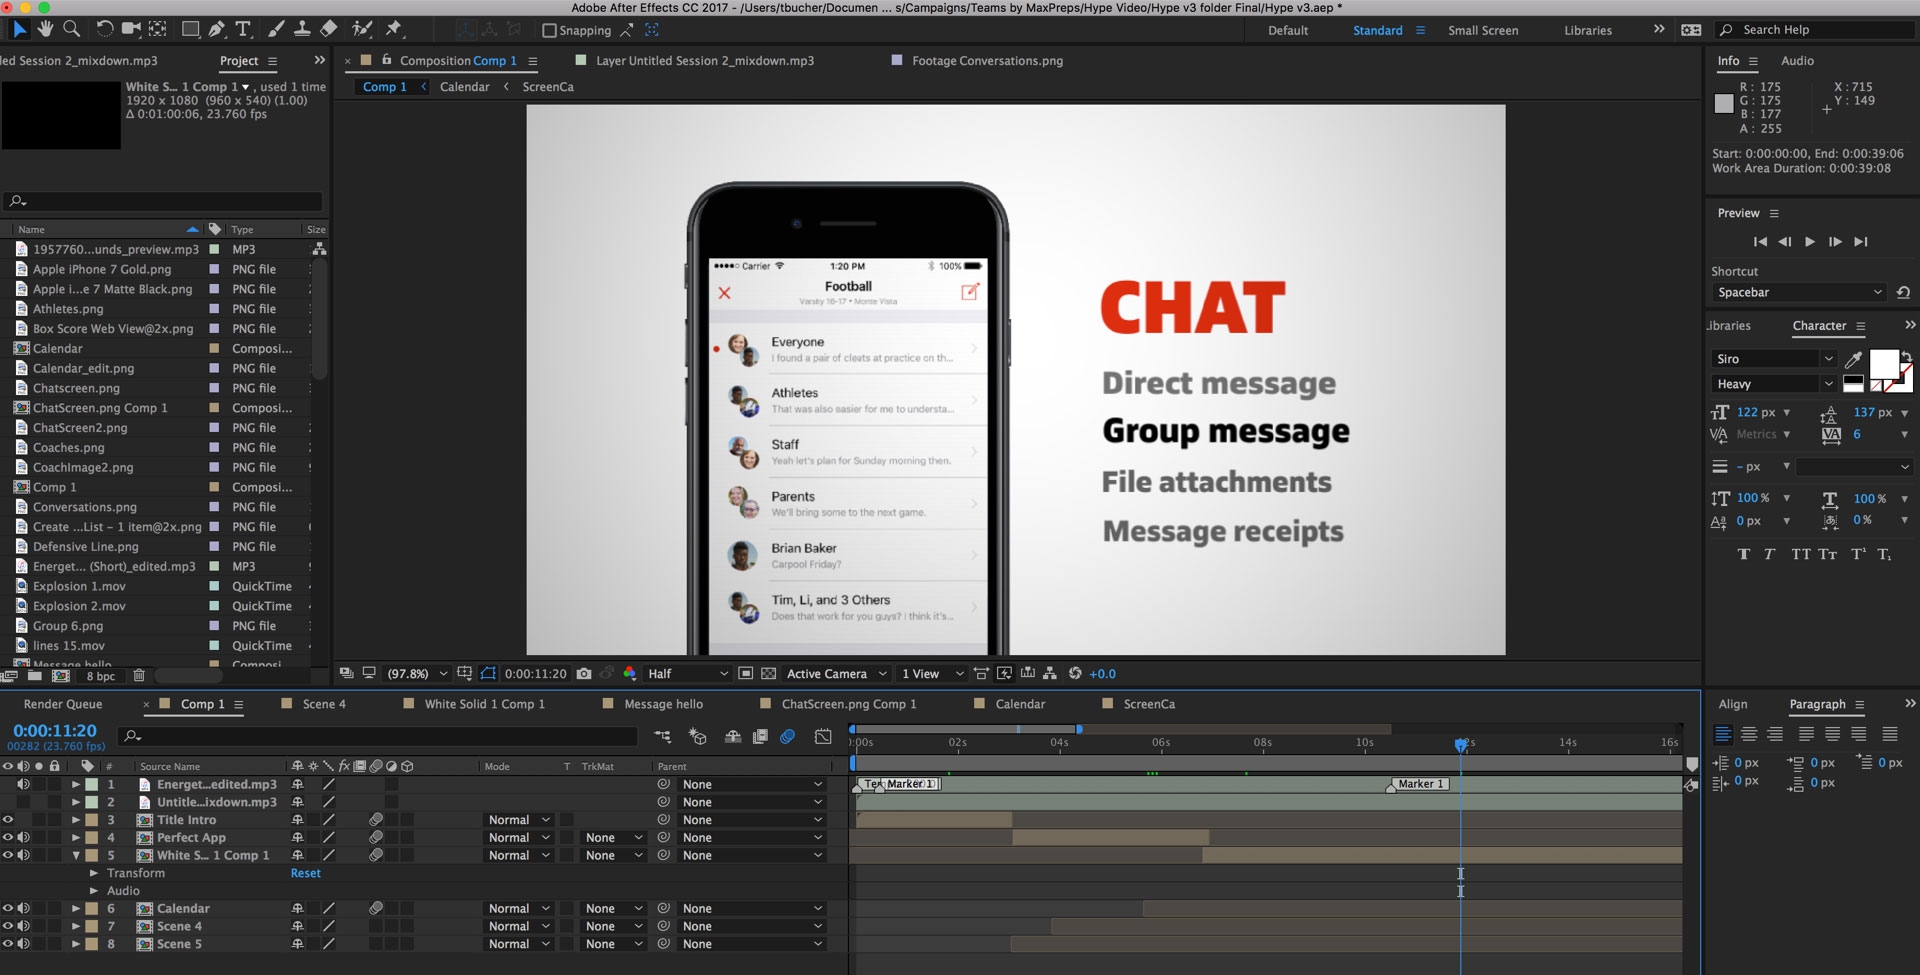 Adobe After Effects CC 2017 - /Users/tbucher/Documen ... s/Campaigns/Teams by MaxPreps/Hype Video/Hype v3 folder Final/Hype v3.aep *
Snapping
Default
Standard
Small Screen
Libraries
Search Help
ed Session 2_mixdown.mp3
Project
Composition Comp 1
Layer Untitled Session 2_mixdown.mp3
Footage Conversations.png
Info
Audio
Comp 1
Calendar
ScreenCa
White S... 1 Comp 1 , used 1 time
1920 x 1080 (960 x 540) (1.00)
Δ 0:01:00:06, 23.760 fps
R : 175
G : 175
B : 177
A : 255
X : 715
Y : 149
Start: 0:00:00:00, End: 0:00:39:06
Work Area Duration: 0:00:39:08
Preview
Shortcut
Spacebar
Name Type Size
1957760...unds_preview.mp3 MP3
Apple iPhone 7 Gold.png PNG file
Apple i...e 7 Matte Black.png PNG file
Athletes.png PNG file
Box Score Web View@2x.png PNG file
Calendar Composi...
Calendar_edit.png PNG file
Chatscreen.png PNG file
ChatScreen.png Comp 1 Composi...
ChatScreen2.png PNG file
Coaches.png PNG file
CoachImage2.png PNG file
Comp 1 Composi...
Conversations.png PNG file
Create ...List - 1 item@2x.png PNG file
Defensive Line.png PNG file
Energet... (Short)_edited.mp3 MP3
Explosion 1.mov QuickTime
Explosion 2.mov QuickTime
Group 6.png PNG file
lines 15.mov QuickTime
Message hello Composi
8 bpc
Carrier 1:20 PM 100%
Football
Varsity 16-17 • Monte Vista
Everyone
I found a pair of cleats at practice on th...
Athletes
That was also easier for me to understa...
Staff
Yeah let's plan for Sunday morning then.
Parents
We'll bring some to the next game.
Brian Baker
Carpool Friday?
Tim, Li, and 3 Others
Does that work for you guys? I think it's...
CHAT
Direct message
Group message
File attachments
Message receipts
Libraries
Character
Siro
Heavy
122 px
137 px
Metrics
6
- px
100 %
100 %
0 px
0 %
T T TT Tt T¹ T₁
(97.8%) 0:00:11:20 Half Active Camera 1 View +0.0
Render Queue
Comp 1
Scene 4
White Solid 1 Comp 1
Message hello
ChatScreen.png Comp 1
Calendar
ScreenCa
Align
Paragraph
0:00:11:20
00282 (23.760 fps)
:00s 02s 04s 06s 08s 10s 2s 14s 16s
# Source Name Mode T TrkMat Parent
1 Energet...edited.mp3 None
Marker 1
Marker 1
2 Untitle...ixdown.mp3 None
3 Title Intro Normal None
4 Perfect App Normal None None
5 White S... 1 Comp 1 Normal None None
Transform Reset
Audio
6 Calendar Normal None None
7 Scene 4 Normal None None
8 Scene 5 Normal None None
0 px 0 px 0 px
0 px 0 px